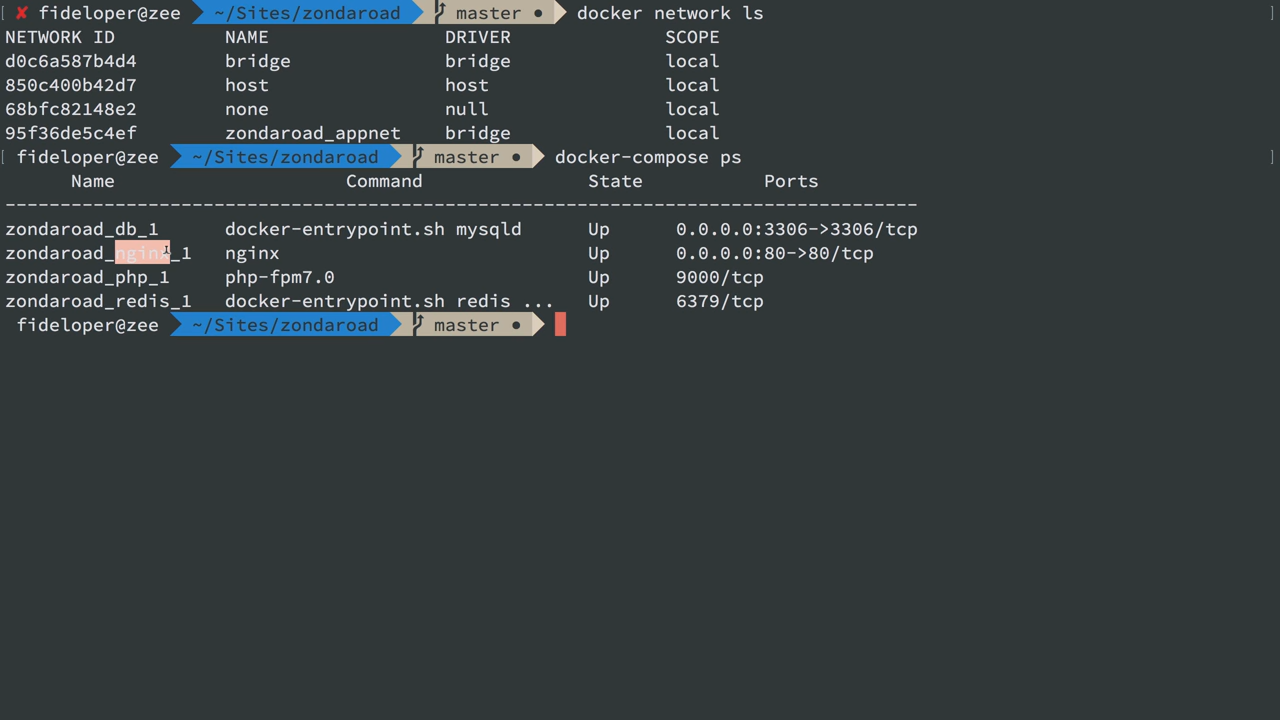 [ ✘ fideloper@zee ~/Sites/zondaroad master ● docker network ls ]
NETWORK ID NAME DRIVER SCOPE
d0c6a587b4d4 bridge bridge local
850c400b42d7 host host local
68bfc82148e2 none null local
95f36de5c4ef zondaroad_appnet bridge local
[ fideloper@zee ~/Sites/zondaroad master ● docker-compose ps ]
Name Command State Ports
------------------------------------------------------------------------------------
zondaroad_db_1 docker-entrypoint.sh mysqld Up 0.0.0.0:3306->3306/tcp
zondaroad_nginx_1 nginx Up 0.0.0.0:80->80/tcp
zondaroad_php_1 php-fpm7.0 Up 9000/tcp
zondaroad_redis_1 docker-entrypoint.sh redis ... Up 6379/tcp
fideloper@zee ~/Sites/zondaroad master ●